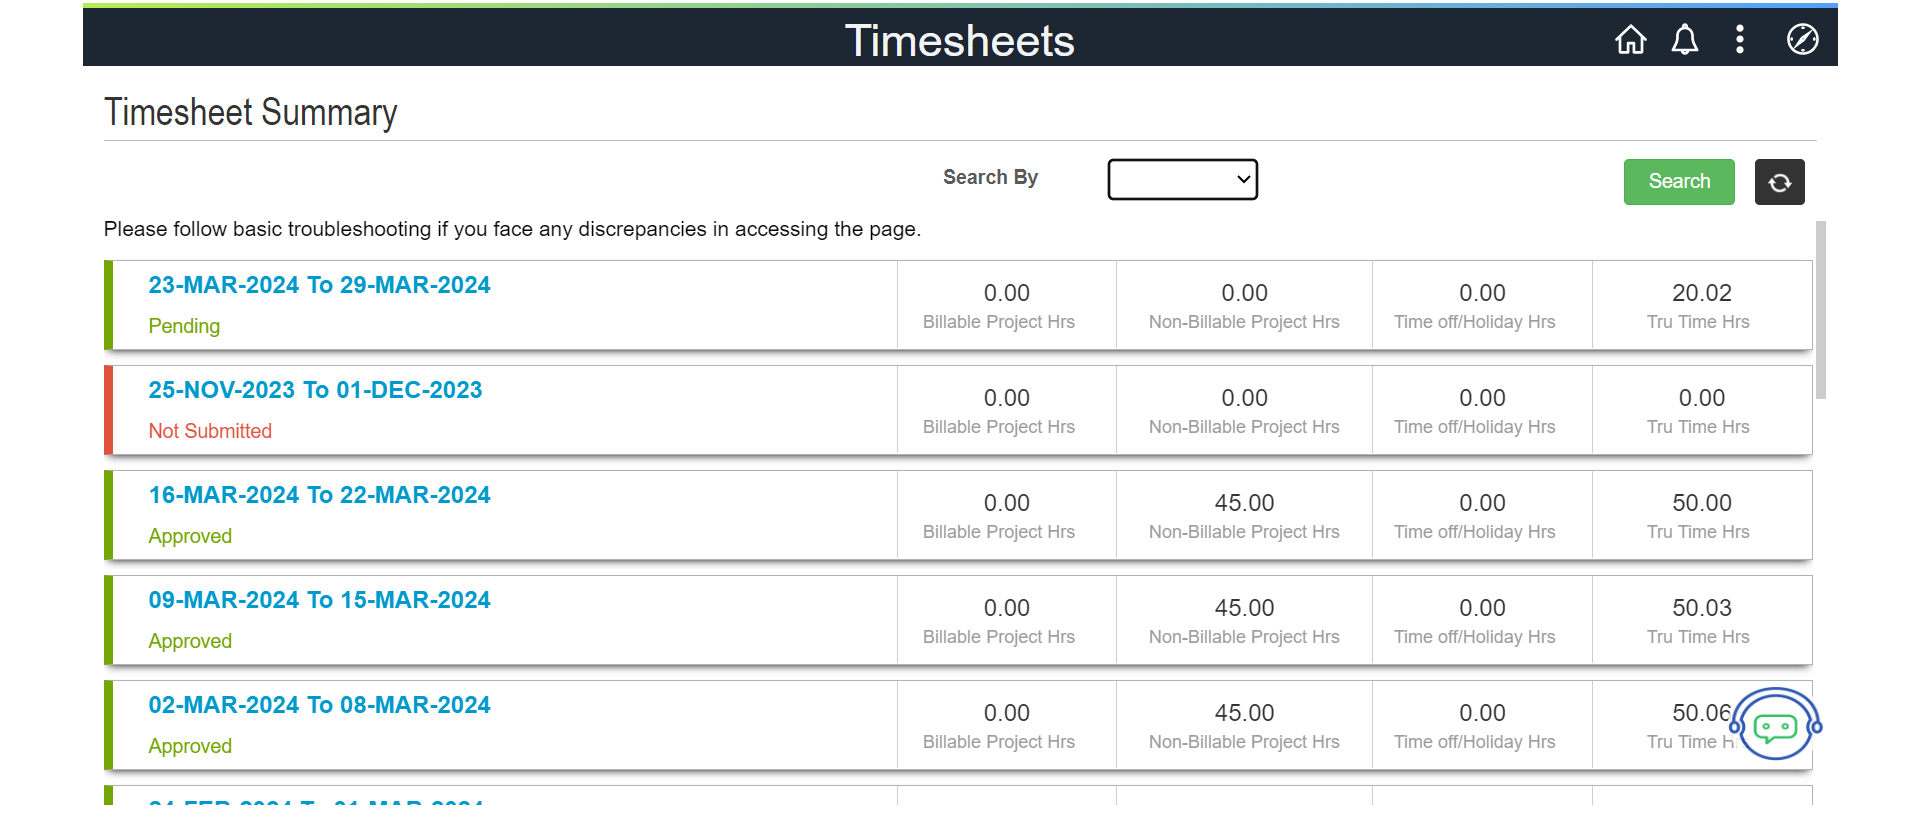 Timesheets
Timesheet Summary
Search By
Search
Please follow basic troubleshooting if you face any discrepancies in accessing the page.
23-MAR-2024 To 29-MAR-2024
Pending
0.00
Billable Project Hrs
0.00
Non-Billable Project Hrs
0.00
Time off/Holiday Hrs
20.02
Tru Time Hrs
25-NOV-2023 To 01-DEC-2023
Not Submitted
0.00
Billable Project Hrs
0.00
Non-Billable Project Hrs
0.00
Time off/Holiday Hrs
0.00
Tru Time Hrs
16-MAR-2024 To 22-MAR-2024
Approved
0.00
Billable Project Hrs
45.00
Non-Billable Project Hrs
0.00
Time off/Holiday Hrs
50.00
Tru Time Hrs
09-MAR-2024 To 15-MAR-2024
Approved
0.00
Billable Project Hrs
45.00
Non-Billable Project Hrs
0.00
Time off/Holiday Hrs
50.03
Tru Time Hrs
02-MAR-2024 To 08-MAR-2024
Approved
0.00
Billable Project Hrs
45.00
Non-Billable Project Hrs
0.00
Time off/Holiday Hrs
50.06
Tru Time